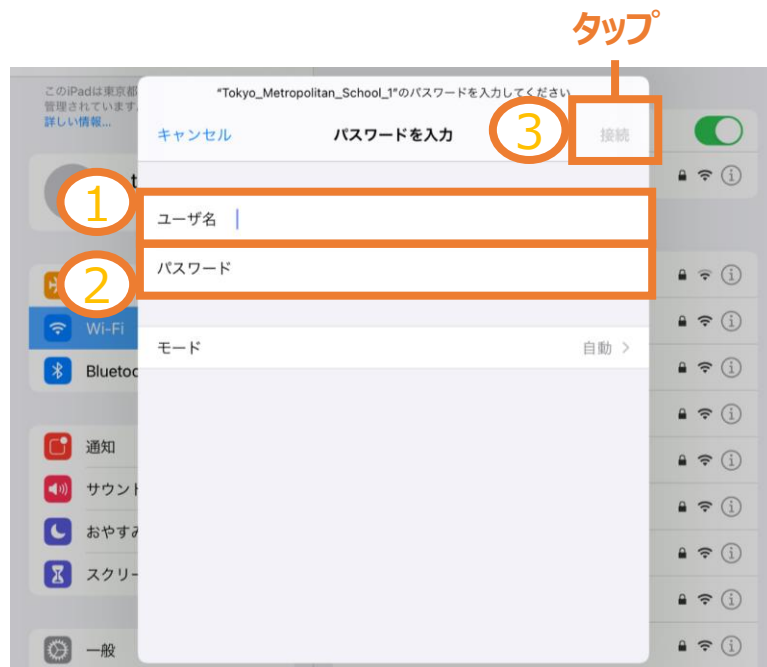 タップ
このiPadは東京都
管理されています
詳しい情報...
"Tokyo_Metropolitan_School_1"のパスワードを入力してください
キャンセル
パスワードを入力
3
接続
t
1
ユーザ名
2
パスワード
Wi-Fi
モード
自動
Bluetoo
通知
サウンド
おやすみ
スクリー
一般